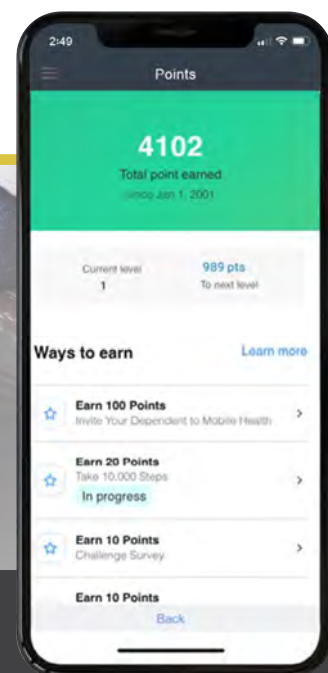 2:49
Points
4102
Total point earned
Since Jan 1, 2001
Current level
1
989 pts
To next level
Ways to earn
Learn more
Earn 100 Points
Invite Your Dependent to Mobile Health
Earn 20 Points
Take 10,000 Steps
In progress
Earn 10 Points
Challenge Survey
Earn 10 Points
Back